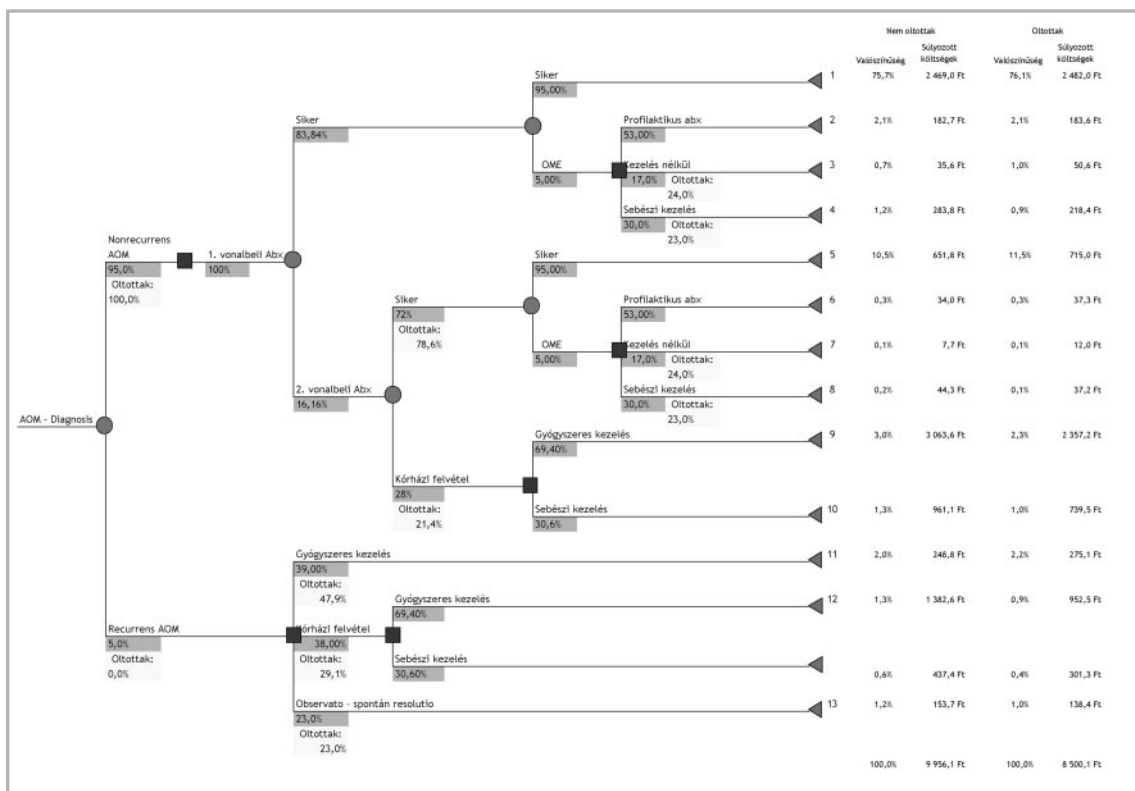 Nem oltottak Oltottak
Valószínűség Súlyozott költségek Valószínűség Súlyozott költségek
Siker 1 75,7% 2 469,0 Ft 76,1% 2 482,0 Ft
95,00%
Siker
83,84%
Profilaktikus abx 2 2,1% 182,7 Ft 2,1% 183,6 Ft
53,00%
OME
5,00%
Kezelés nélkül 3 0,7% 35,6 Ft 1,0% 50,6 Ft
17,0% Oltottak:
24,0%
Sebészi kezelés 4 1,2% 283,8 Ft 0,9% 218,4 Ft
30,0% Oltottak:
23,0%
Nonrecurrens
AOM
95,0%
Oltottak:
100,0%
1. vonalbeli Abx
100%
Siker 5 10,5% 651,8 Ft 11,5% 715,0 Ft
95,00%
Siker
72%
Oltottak:
78,6%
Profilaktikus abx 6 0,3% 34,0 Ft 0,3% 37,3 Ft
53,00%
OME
5,00%
Kezelés nélkül 7 0,1% 7,7 Ft 0,1% 12,0 Ft
17,0% Oltottak:
24,0%
2. vonalbeli Abx
16,16%
Sebészi kezelés 8 0,2% 44,3 Ft 0,1% 37,2 Ft
30,0% Oltottak:
23,0%
AOM - Diagnosis
Gyógyszeres kezelés 9 3,0% 3 063,6 Ft 2,3% 2 357,2 Ft
69,40%
Kórházi felvétel
28%
Oltottak:
21,4%
Sebészi kezelés 10 1,3% 961,1 Ft 1,0% 739,5 Ft
30,6%
Gyógyszeres kezelés 11 2,0% 248,8 Ft 2,2% 275,1 Ft
39,00%
Oltottak:
47,9%
Gyógyszeres kezelés 12 1,3% 1 382,6 Ft 0,9% 952,5 Ft
69,40%
Recurrens AOM
5,0%
Oltottak:
0,0%
Kórházi felvétel
38,00%
Oltottak:
29,1%
Sebészi kezelés
30,60% 0,6% 437,4 Ft 0,4% 301,3 Ft
Observato - spontán resolutio 13 1,2% 153,7 Ft 1,0% 138,4 Ft
23,0%
Oltottak:
23,0%
100,0% 9 956,1 Ft 100,0% 8 500,1 Ft